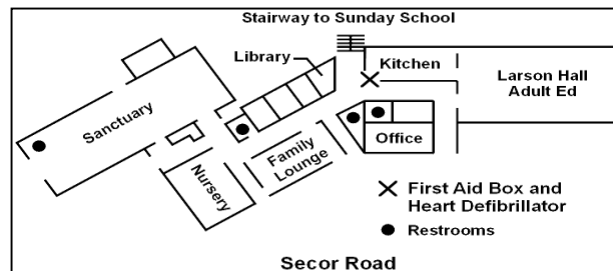 Stairway to Sunday School
Library
Kitchen
Larson Hall
Adult Ed
Sanctuary
Nursery
Family
Lounge
Office
First Aid Box and
Heart Defibrillator
Restrooms
Secor Road